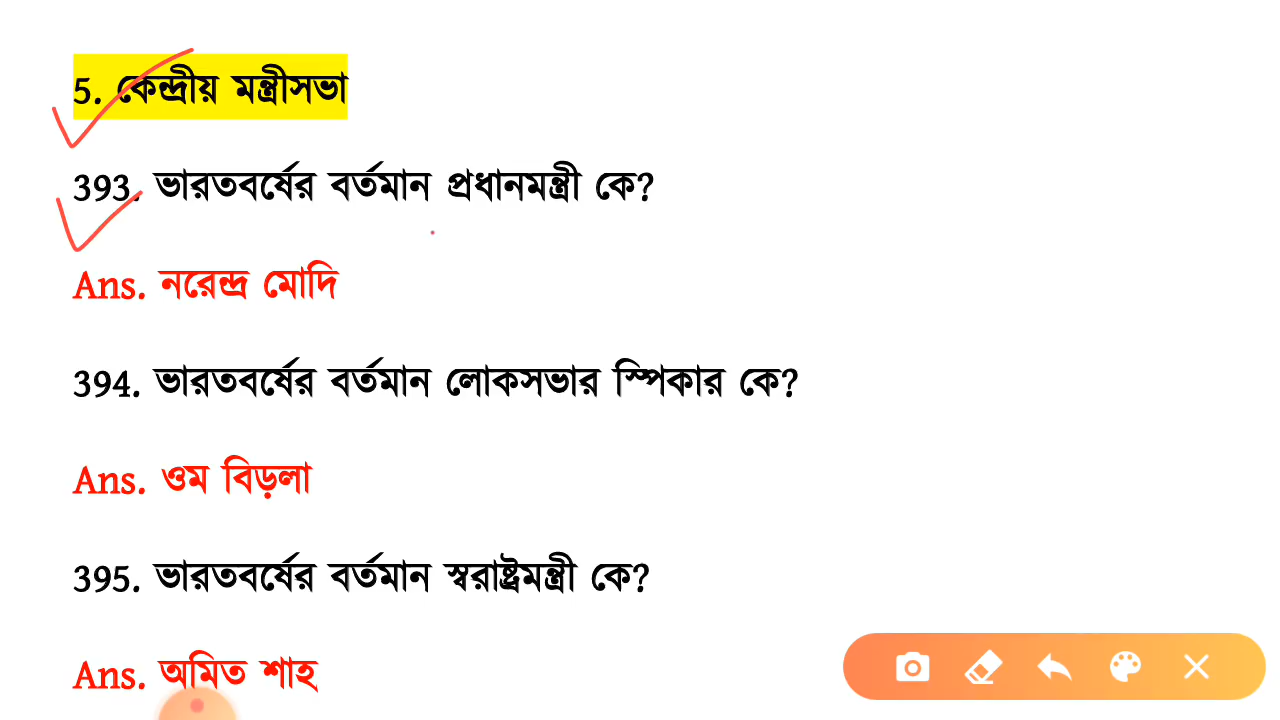 5. কেন্দ্রীয় মন্ত্রীসভা
393. ভারতবর্ষের বর্তমান প্রধানমন্ত্রী কে?
Ans. নরেন্দ্র মোদি
394. ভারতবর্ষের বর্তমান লোকসভার স্পিকার কে?
Ans. ওম বিড়লা
395. ভারতবর্ষের বর্তমান স্বরাষ্ট্রমন্ত্রী কে?
Ans. অমিত শাহ